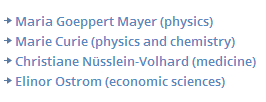 Maria Goeppert Mayer (physics)
Marie Curie (physics and chemistry)
Christiane Nüsslein-Volhard (medicine)
Elinor Ostrom (economic sciences)